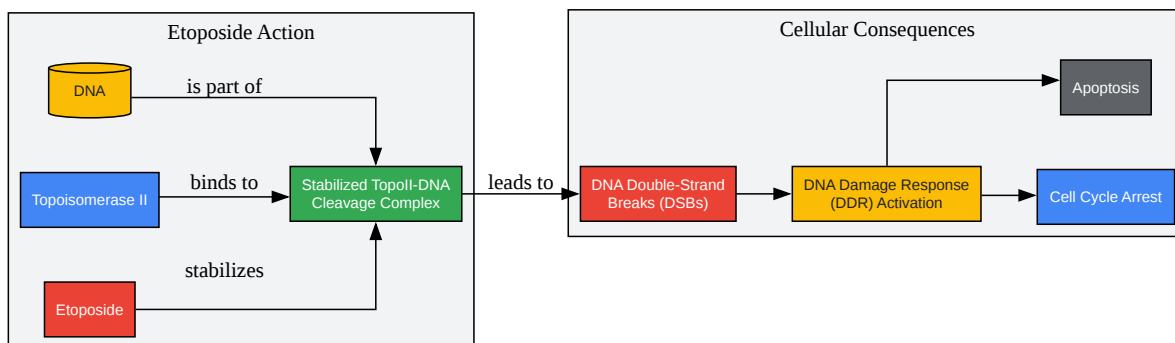 Etoposide Action
DNA
is part of
Topoisomerase II
binds to
Stabilized TopoII-DNA
Cleavage Complex
stabilizes
Etoposide
leads to
Cellular Consequences
DNA Double-Strand
Breaks (DSBs)
DNA Damage Response
(DDR) Activation
Apoptosis
Cell Cycle Arrest